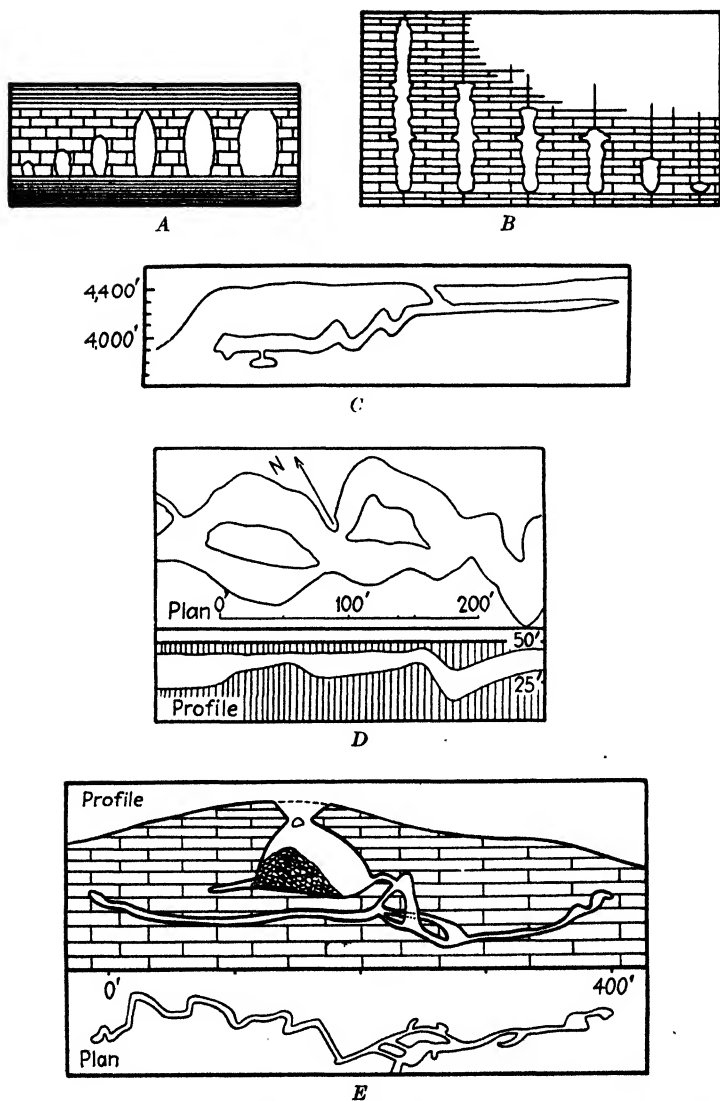 A
B
4,400'
4,000'
C
N
Plan 0' 100' 200'
50'
25'
Profile
D
Profile
0' 400'
Plan
E